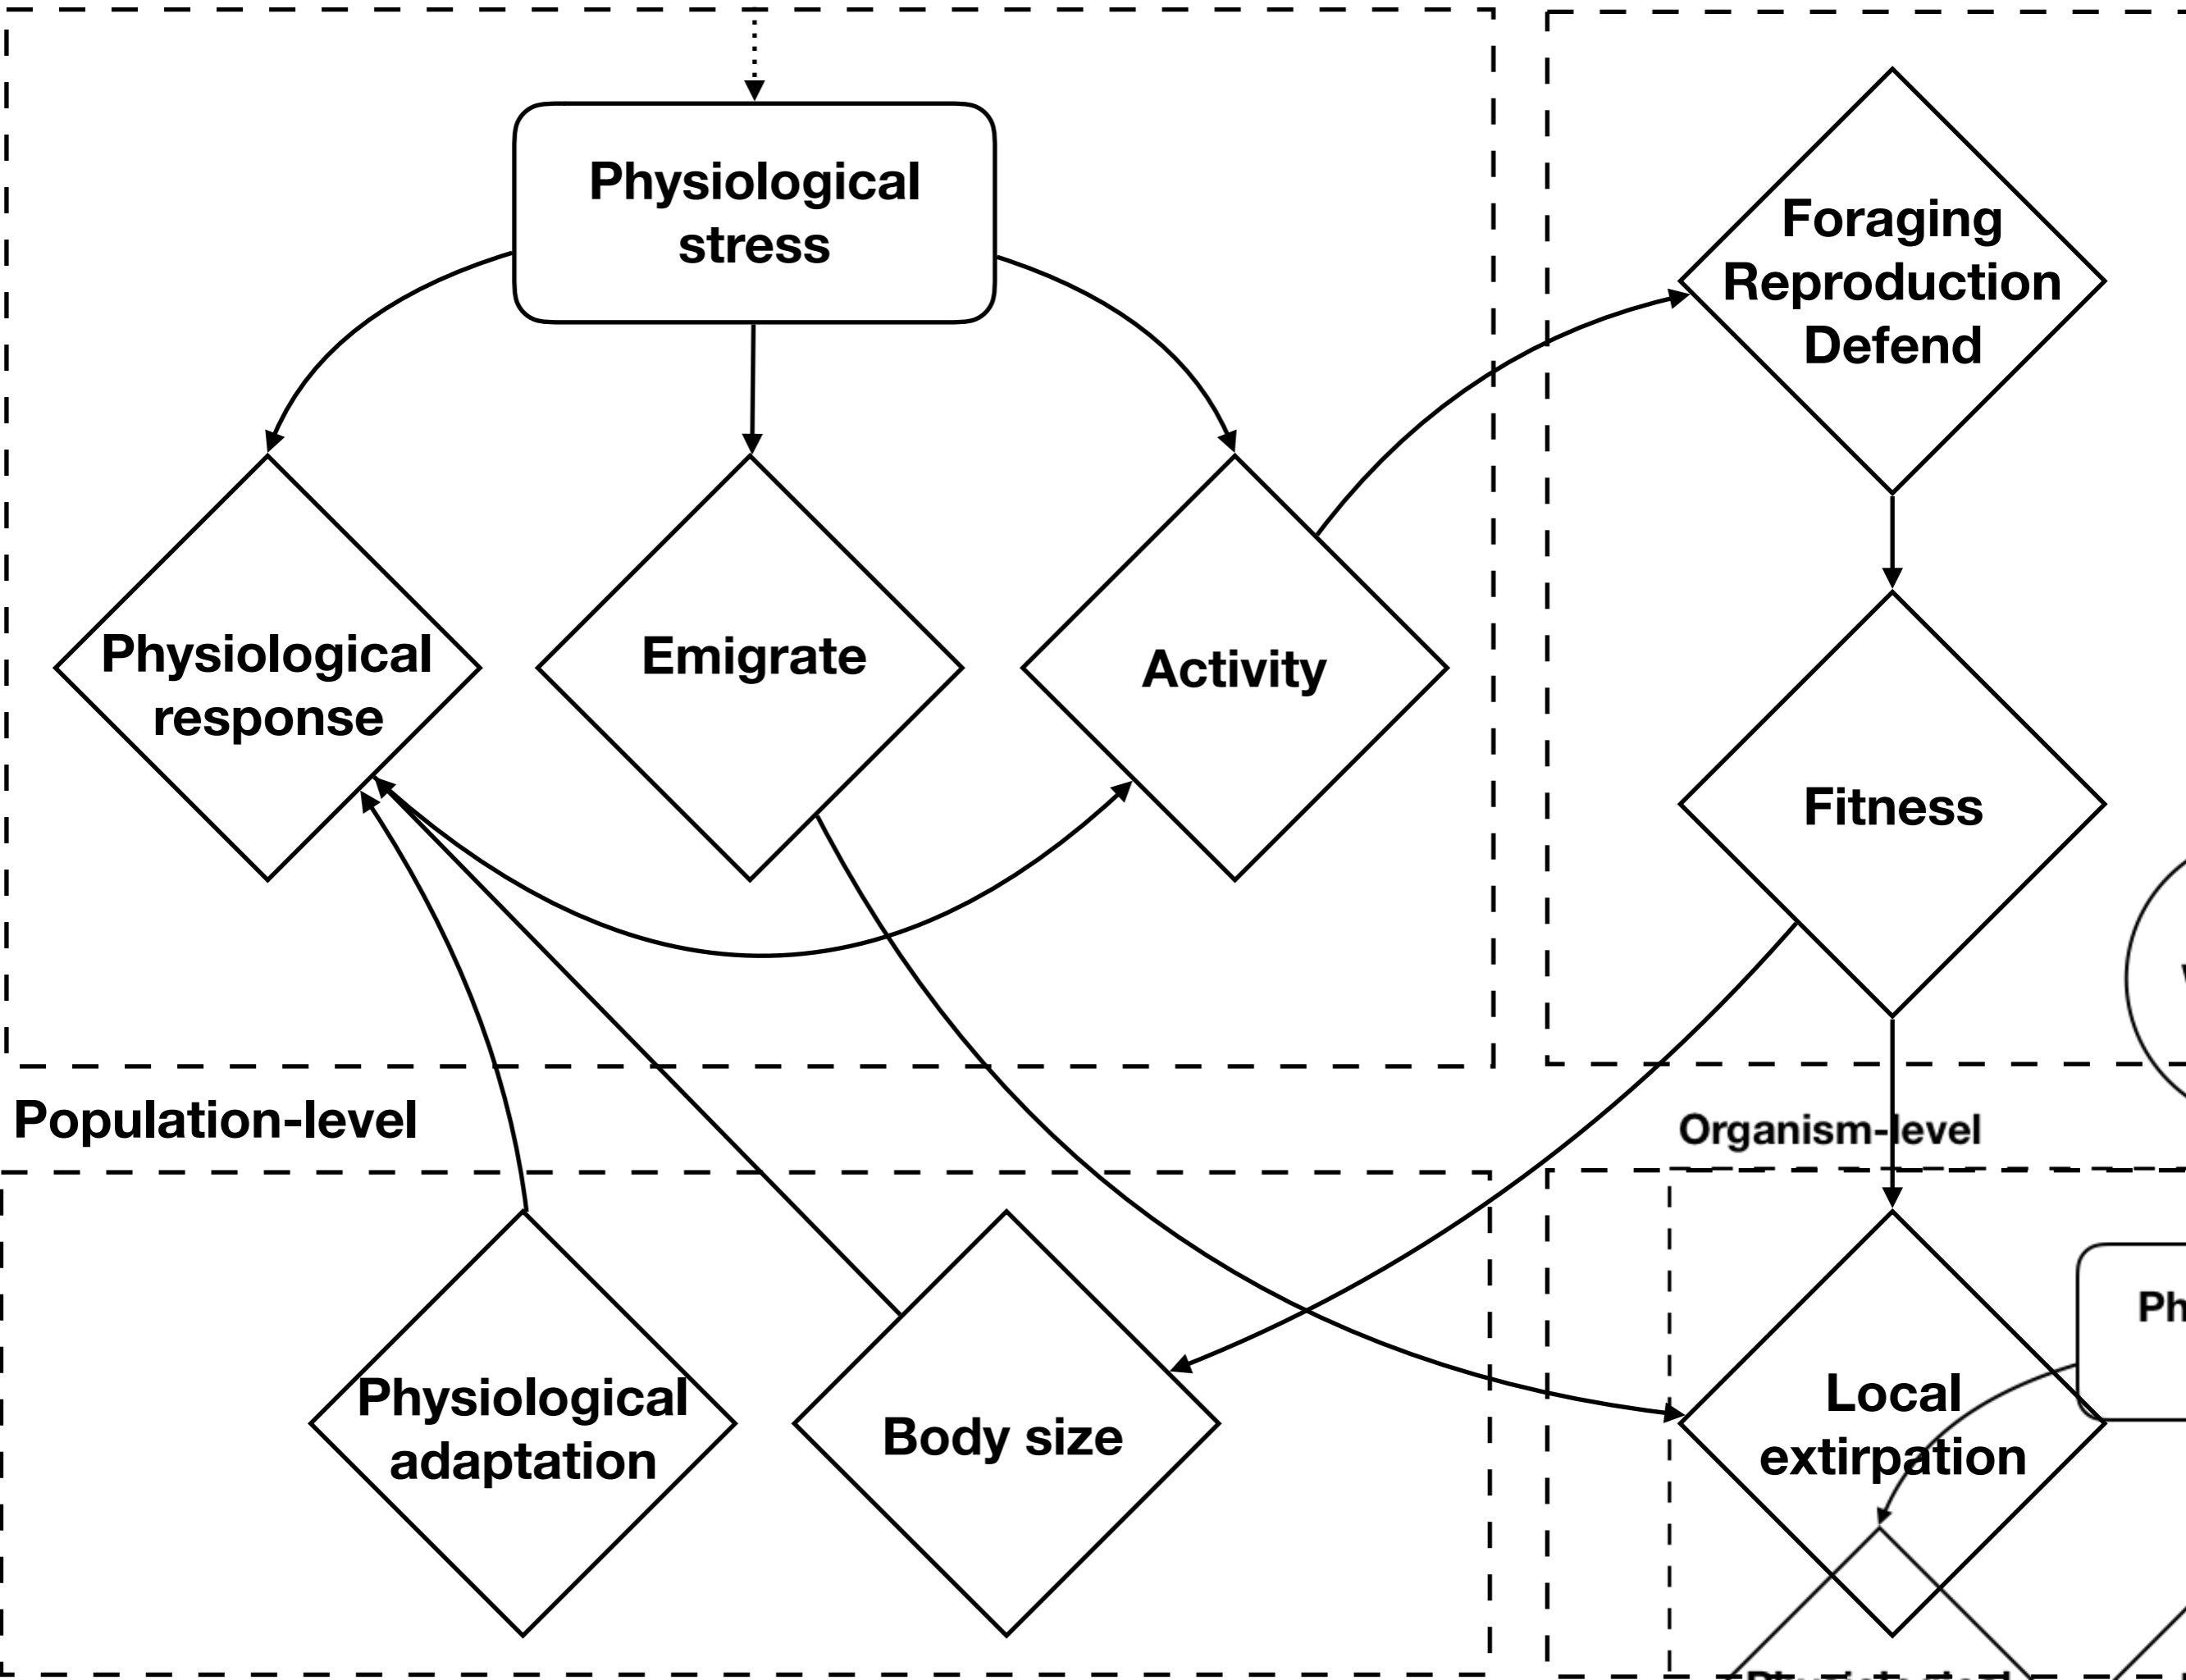 Physiological
stress
Foraging
Reproduction
Defend
Physiological
response
Emigrate
Activity
Fitness
Population-level
Organism-level
Physiological
adaptation
Body size
Local
extirpation
Ph